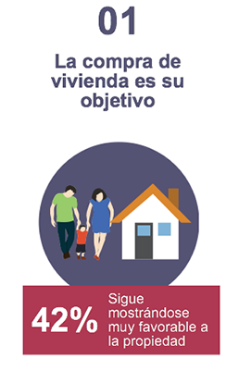 01
La compra de
vivienda es su
objetivo
42%
Sigue
mostrándose
muy favorable a
la propiedad